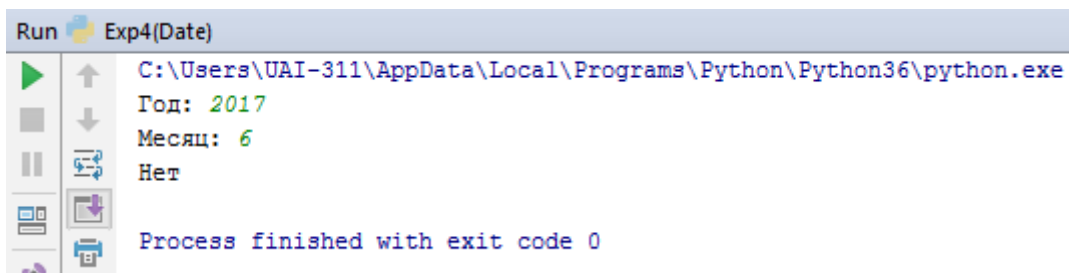 Run Exp4(Date)
C:\Users\UAI-311\AppData\Local\Programs\Python\Python36\python.exe
Год: 2017
Месяц: 6
Нет
Process finished with exit code 0